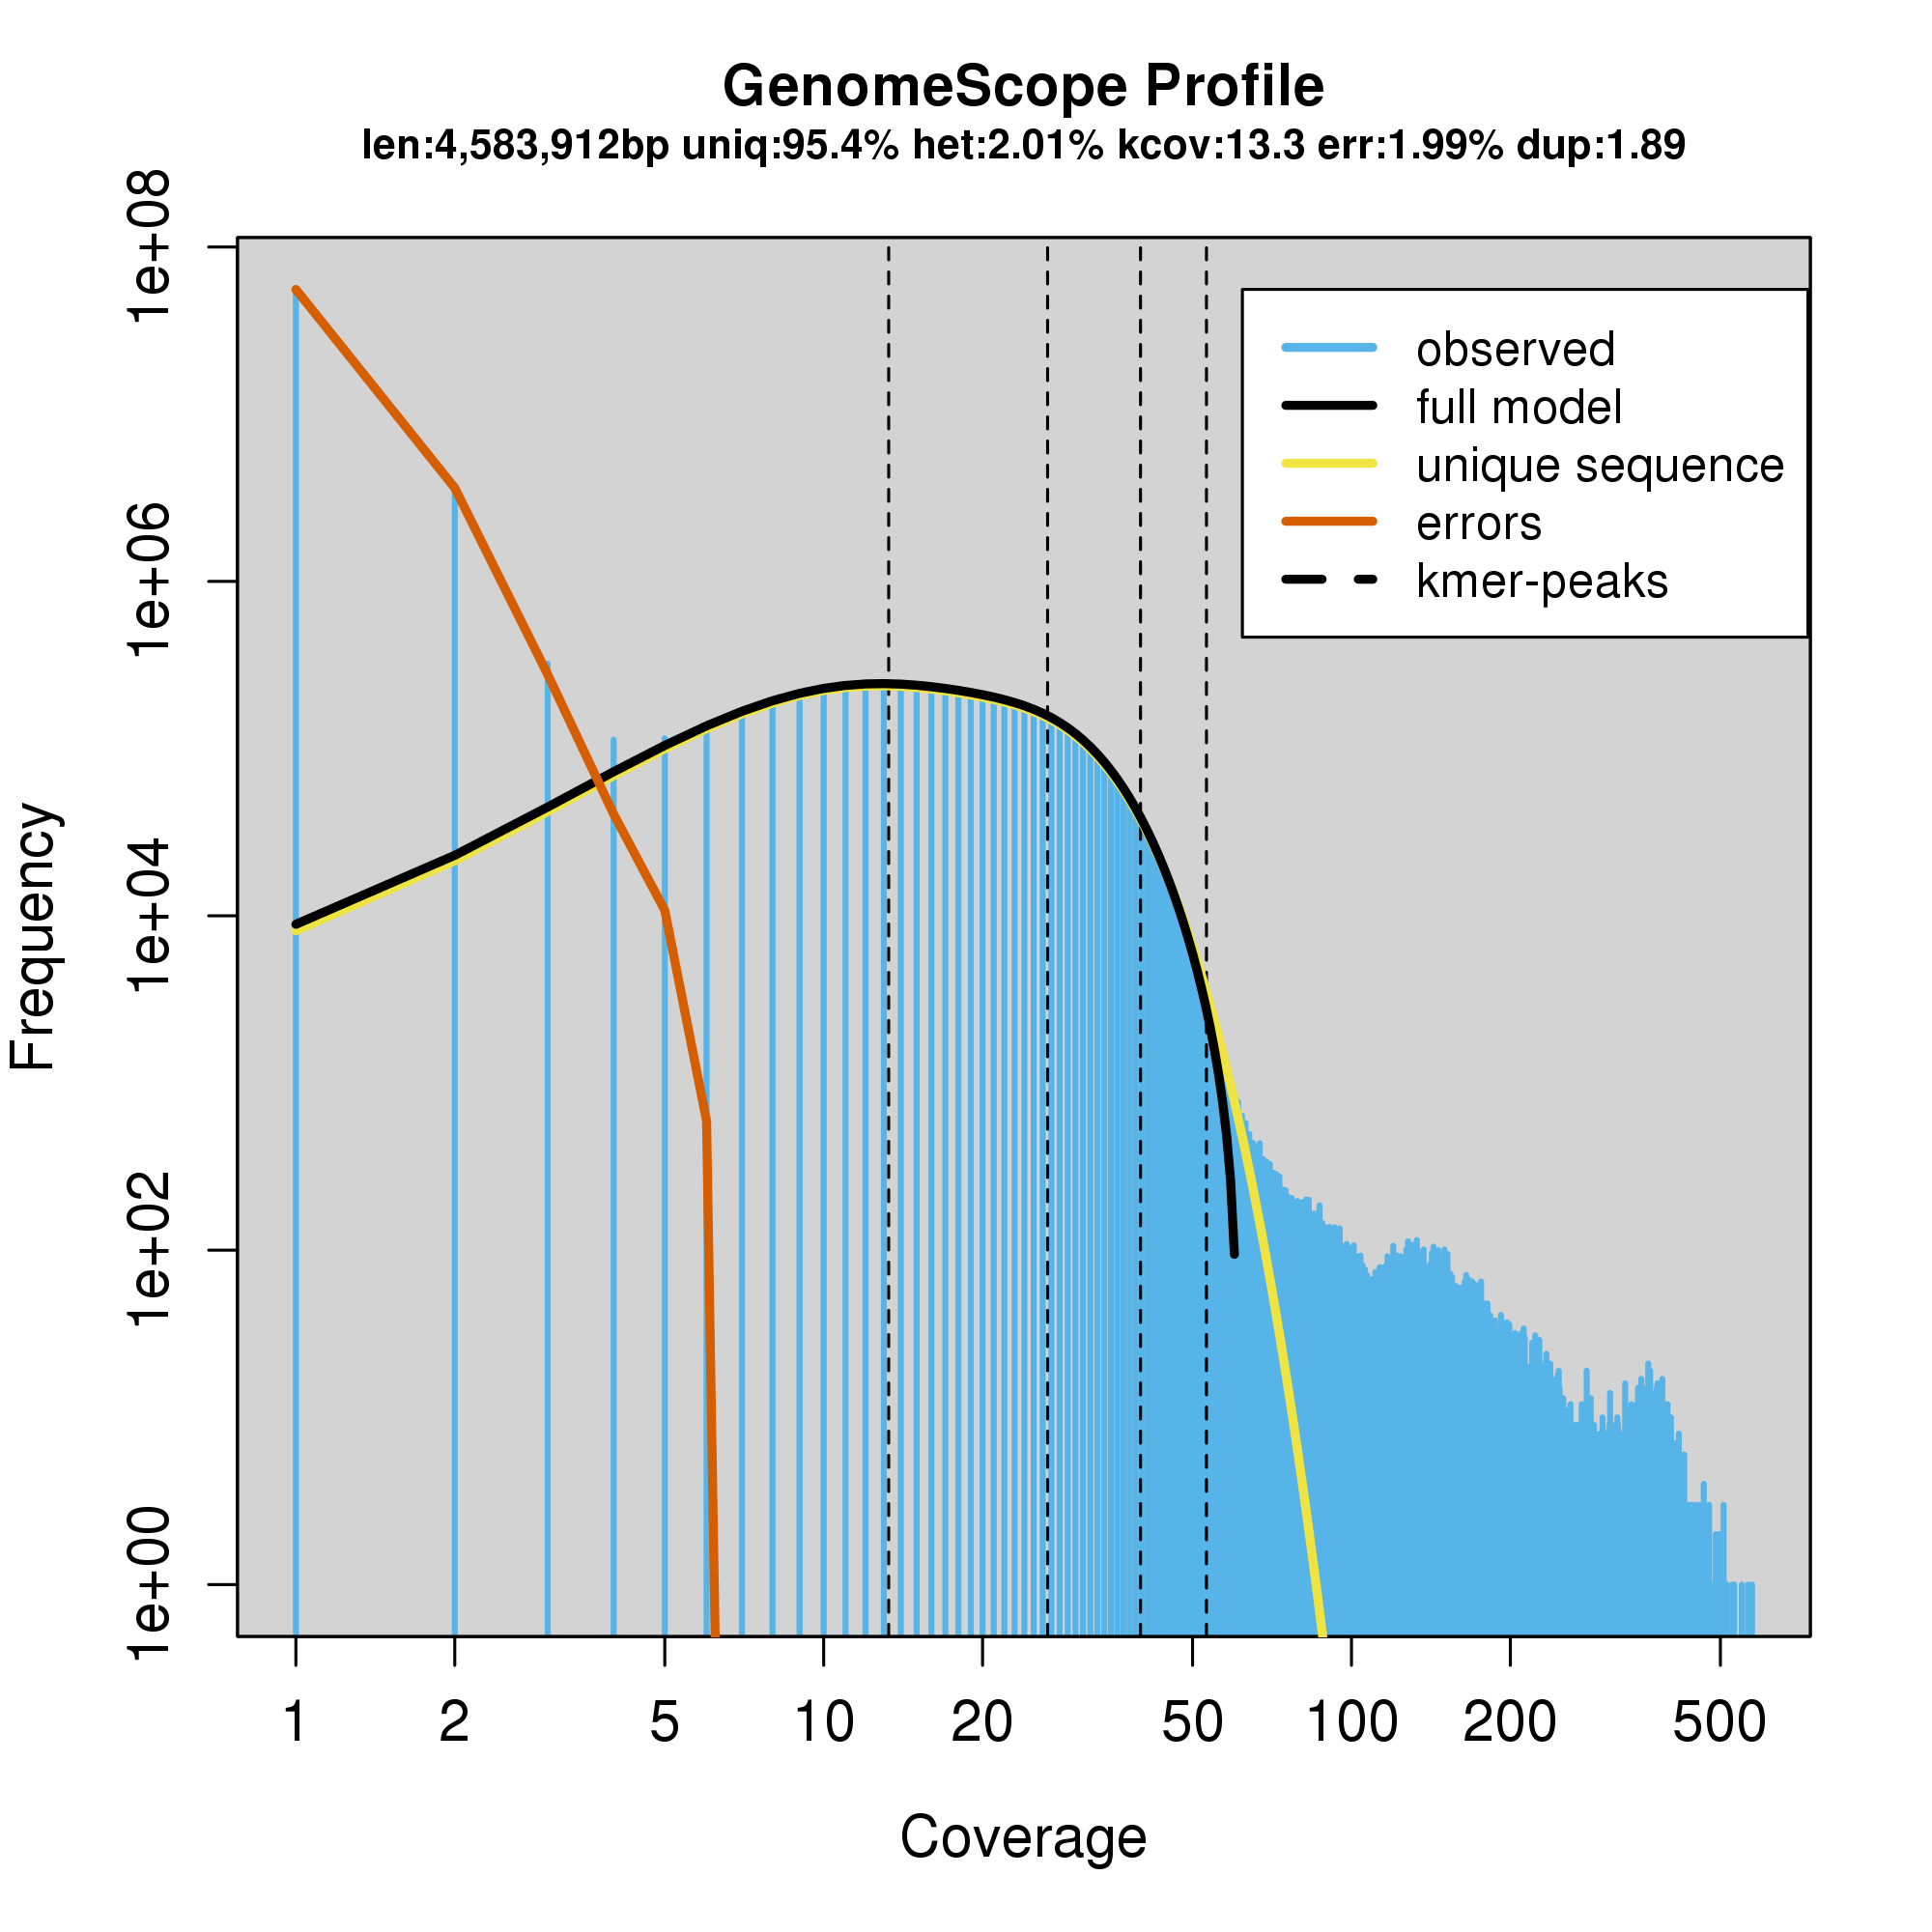 GenomeScope Profile
len:4,583,912bp uniq:95.4% het:2.01% kcov:13.3 err:1.99% dup:1.89
1e+08
1e+06
1e+04
1e+02
1e+00
Frequency
observed
full model
unique sequence
errors
kmer-peaks
1 2 5 10 20 50 100 200 500
Coverage